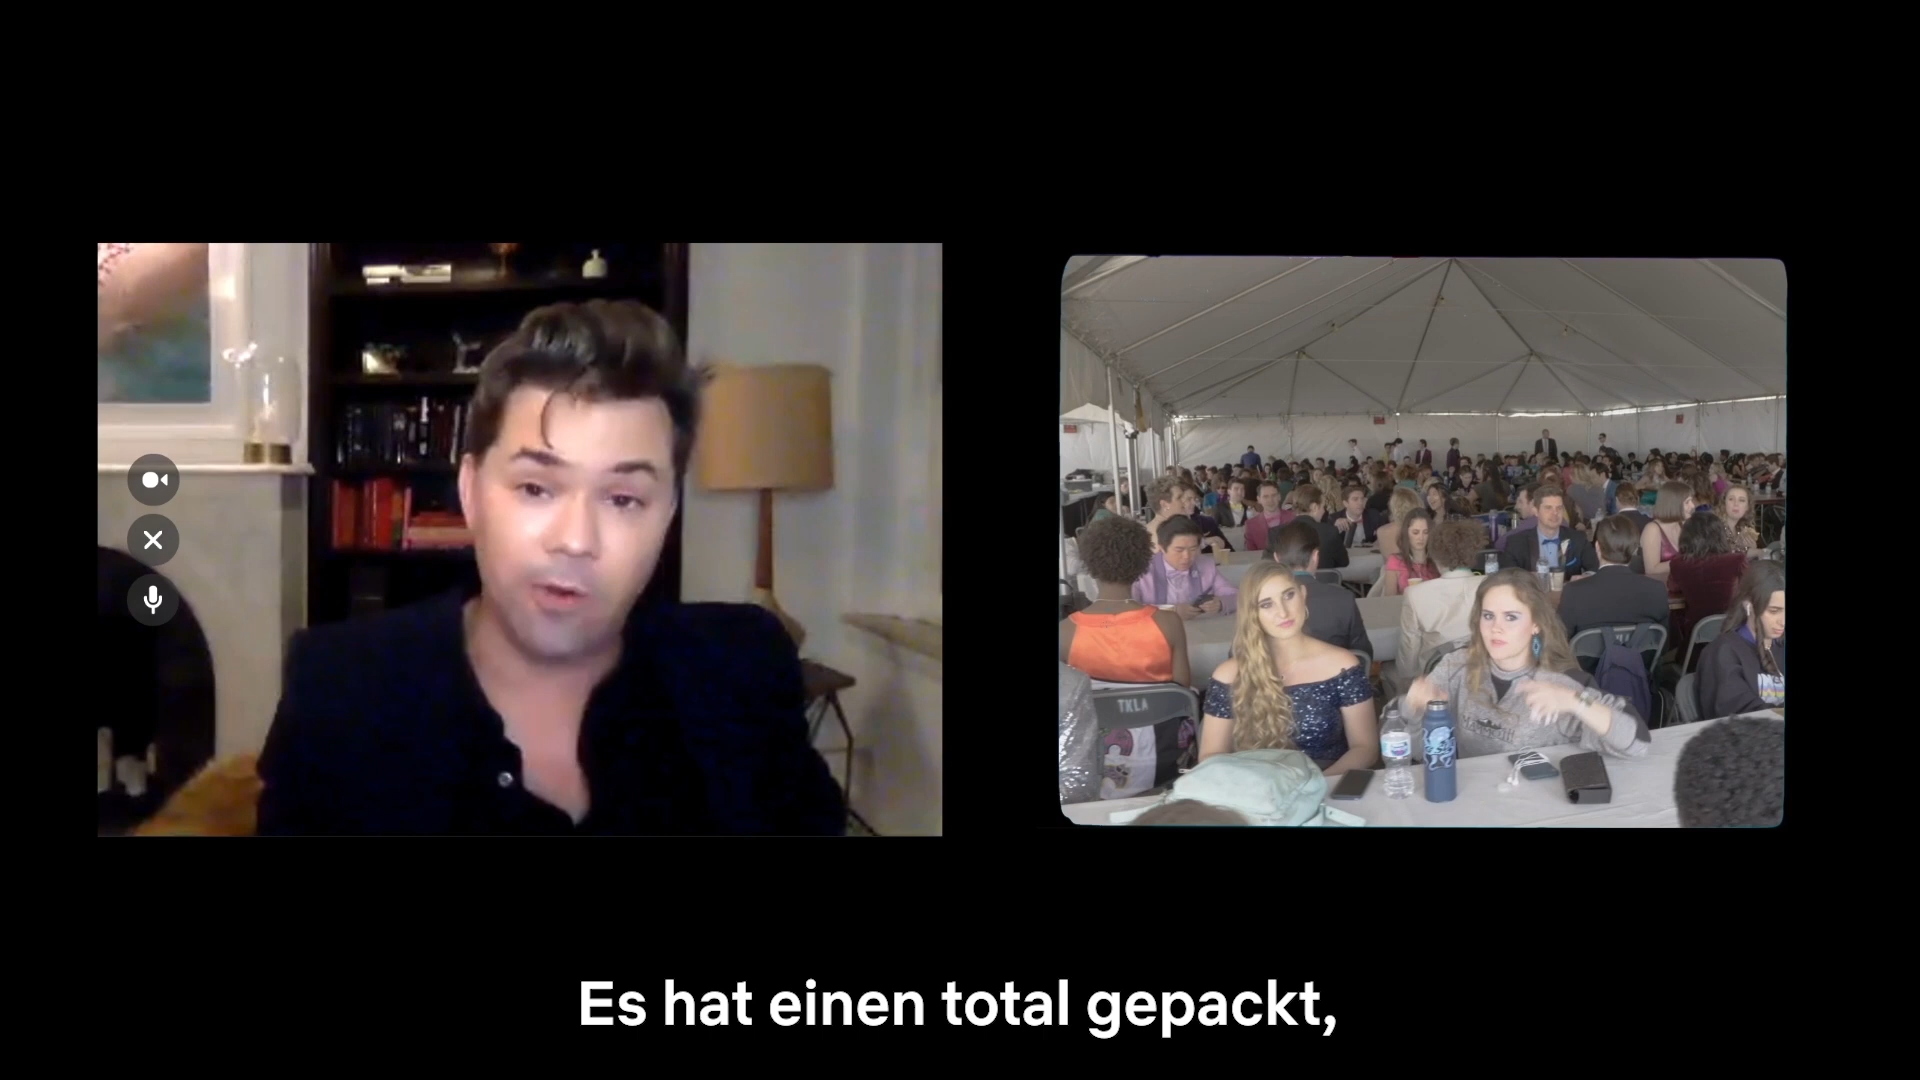 TKLA
Es hat einen total gepackt,